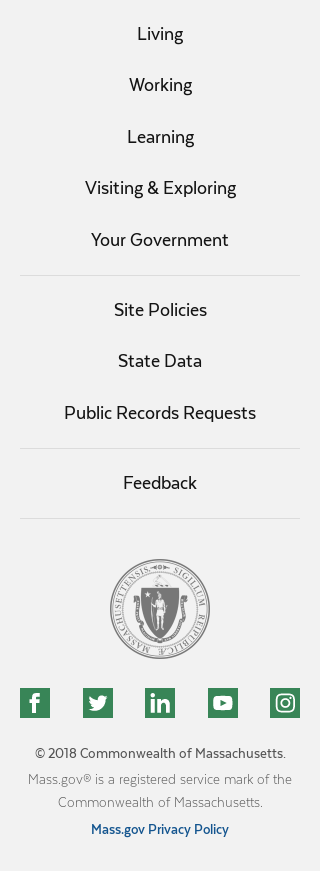 Living
Working
Learning
Visiting & Exploring
Your Government
Site Policies
State Data
Public Records Requests
Feedback
SIGILLUM REIPUBLICÆ MASSACHUSETTENSIS
© 2018 Commonwealth of Massachusetts.
Mass.gov® is a registered service mark of the
Commonwealth of Massachusetts.
Mass.gov Privacy Policy